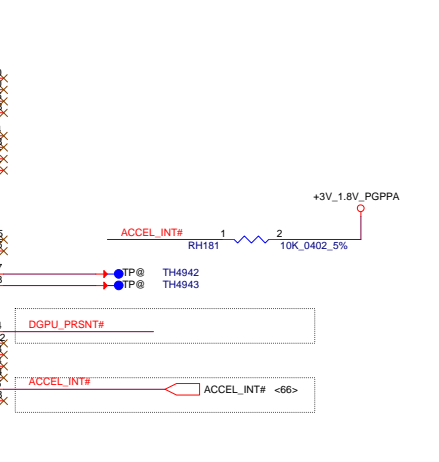 +3V_1.8V_PGPPA
ACCEL_INT# 1 2
RH181 10K_0402_5%
TP@ TH4942
TP@ TH4943
DGPU_PRSNT#
ACCEL_INT#
ACCEL_INT# <66>